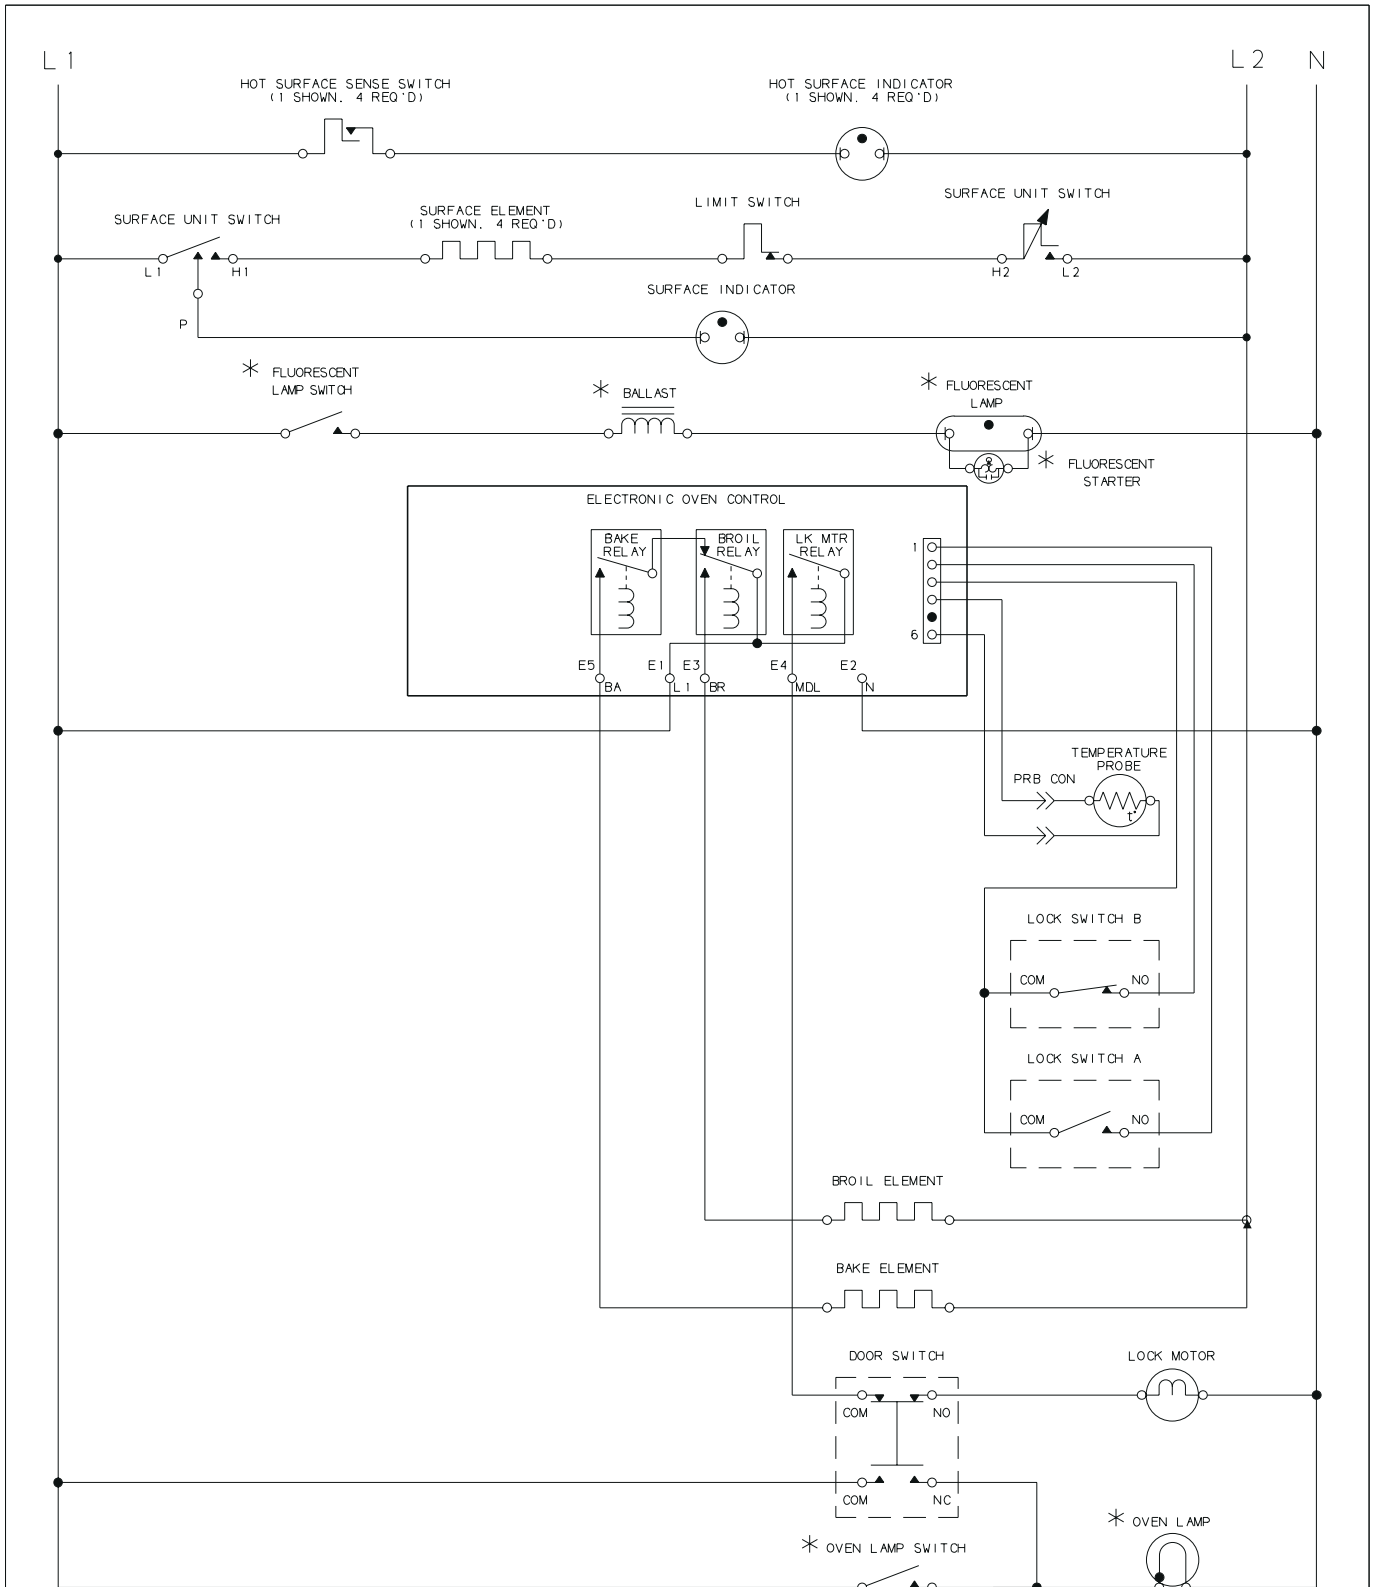 L1
L2 N
HOT SURFACE SENSE SWITCH
(1 SHOWN. 4 REQ'D)
HOT SURFACE INDICATOR
(1 SHOWN. 4 REQ'D)
SURFACE UNIT SWITCH
SURFACE ELEMENT
(1 SHOWN. 4 REQ'D)
LIMIT SWITCH
SURFACE UNIT SWITCH
L1
H1
H2
L2
P
SURFACE INDICATOR
* FLUORESCENT
LAMP SWITCH
* BALLAST
* FLUORESCENT
LAMP
* FLUORESCENT
STARTER
ELECTRONIC OVEN CONTROL
BAKE
RELAY
BROIL
RELAY
LK MTR
RELAY
1
6
E5
BA
E1
L1
E3
BR
E4
MDL
E2
N
TEMPERATURE
PROBE
PRB CON
t°
LOCK SWITCH B
COM NO
LOCK SWITCH A
COM NO
BROIL ELEMENT
BAKE ELEMENT
DOOR SWITCH
LOCK MOTOR
COM NO
COM NC
* OVEN LAMP
* OVEN LAMP SWITCH